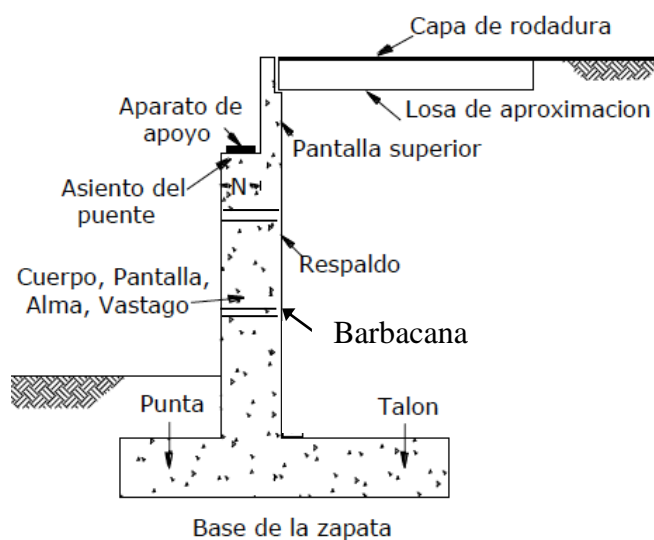 Capa de rodadura
Losa de aproximacion
Aparato de
apoyo
Pantalla superior
Asiento del
puente
N
Respaldo
Cuerpo, Pantalla,
Alma, Vastago
Barbacana
Punta
Talon
Base de la zapata